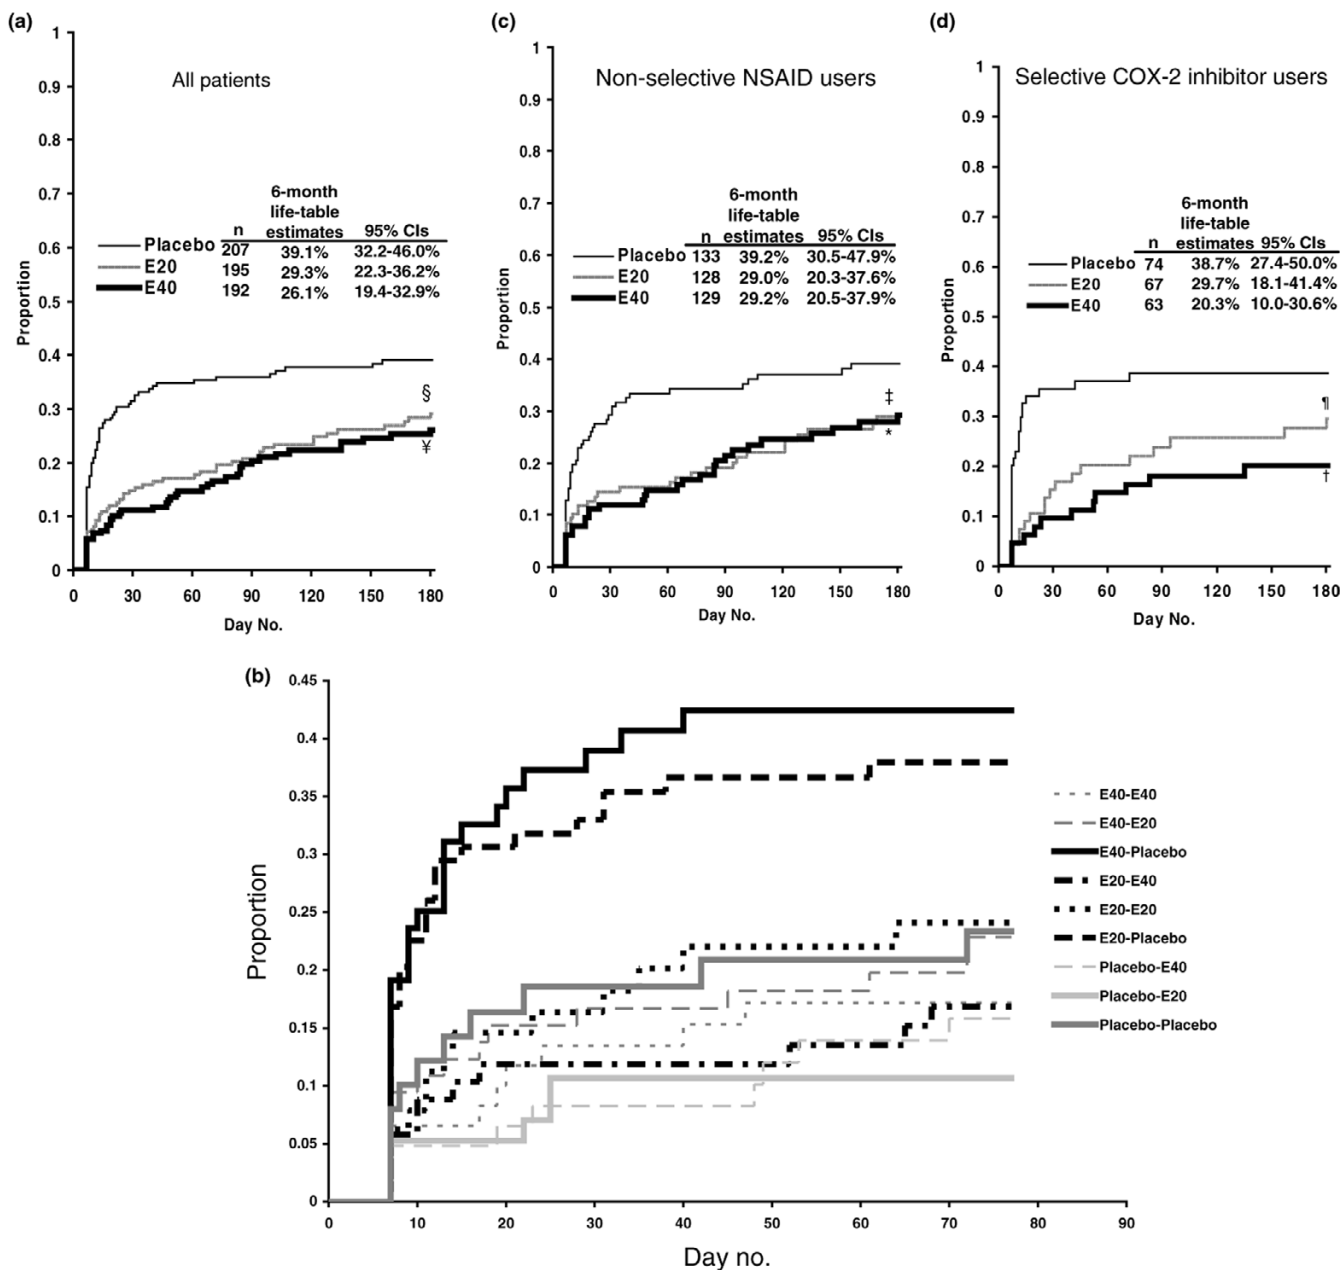 (a)
All patients
1
0.9
0.8
0.7
0.6
0.5
0.4
0.3
0.2
0.1
0
Proportion
6-month
life-table
n estimates 95% CIs
Placebo 207 39.1% 32.2-46.0%
E20 195 29.3% 22.3-36.2%
E40 192 26.1% 19.4-32.9%
§
¥
0 30 60 90 120 150 180
Day No.
(c)
Non-selective NSAID users
1
0.9
0.8
0.7
0.6
0.5
0.4
0.3
0.2
0.1
0
Proportion
6-month
life-table
n estimates 95% CIs
Placebo 133 39.2% 30.5-47.9%
E20 128 29.0% 20.3-37.6%
E40 129 29.2% 20.5-37.9%
‡
*
0 30 60 90 120 150 180
Day No.
(d)
Selective COX-2 inhibitor users
1
0.9
0.8
0.7
0.6
0.5
0.4
0.3
0.2
0.1
0
Proportion
6-month
life-table
n estimates 95% CIs
Placebo 74 38.7% 27.4-50.0%
E20 67 29.7% 18.1-41.4%
E40 63 20.3% 10.0-30.6%
¶
†
0 30 60 90 120 150 180
Day No.
(b)
0.45
0.4
0.35
0.3
0.25
0.2
0.15
0.1
0.05
0
Proportion
E40-E40
E40-E20
E40-Placebo
E20-E40
E20-E20
E20-Placebo
Placebo-E40
Placebo-E20
Placebo-Placebo
0 10 20 30 40 50 60 70 80 90
Day no.